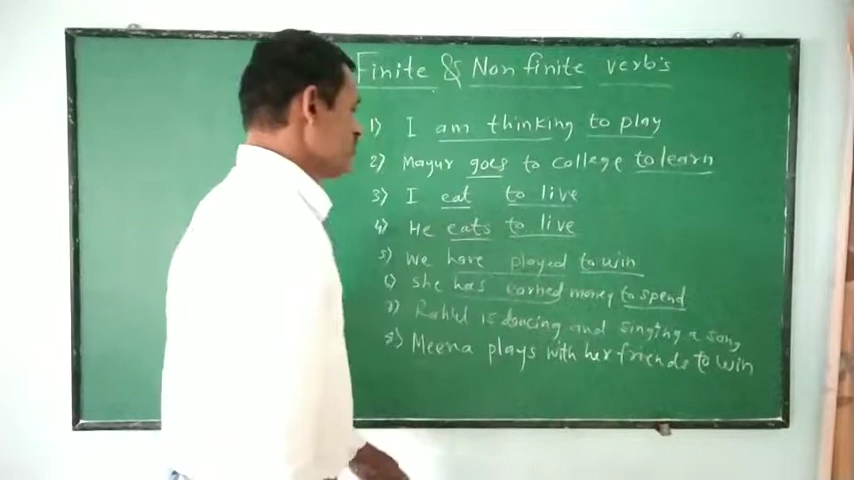 Finite & Non finite verb's
1) I am thinking to play
2) Mayur goes to college to learn
3) I eat to live
4) He eats to live
5) We have played to win
6) She has earned money to spend
7) Rahul is dancing and singing a song
8) Meena plays with her friends to win